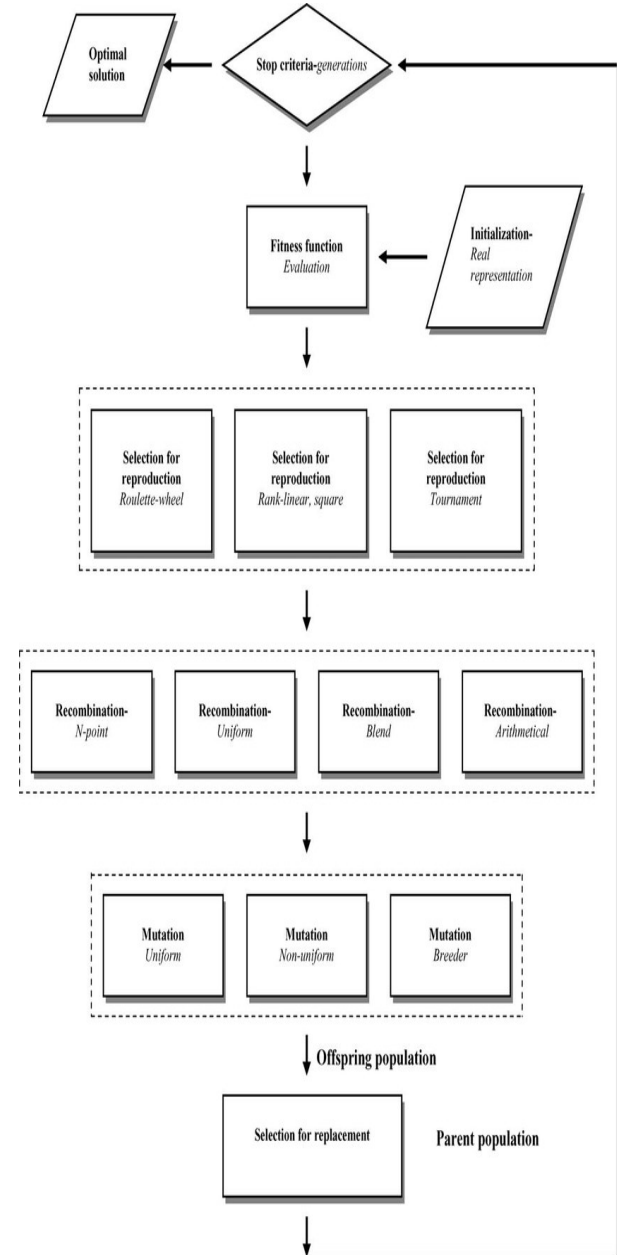 Optimal
solution
Stop criteria-generations
Fitness function
Evaluation
Initialization-
Real
representation
Selection for
reproduction
Roulette-wheel
Selection for
reproduction
Rank-linear, square
Selection for
reproduction
Tournament
Recombination-
N-point
Recombination-
Uniform
Recombination-
Blend
Recombination-
Arithmetical
Mutation
Uniform
Mutation
Non-uniform
Mutation
Breeder
Offspring population
Selection for replacement
Parent population